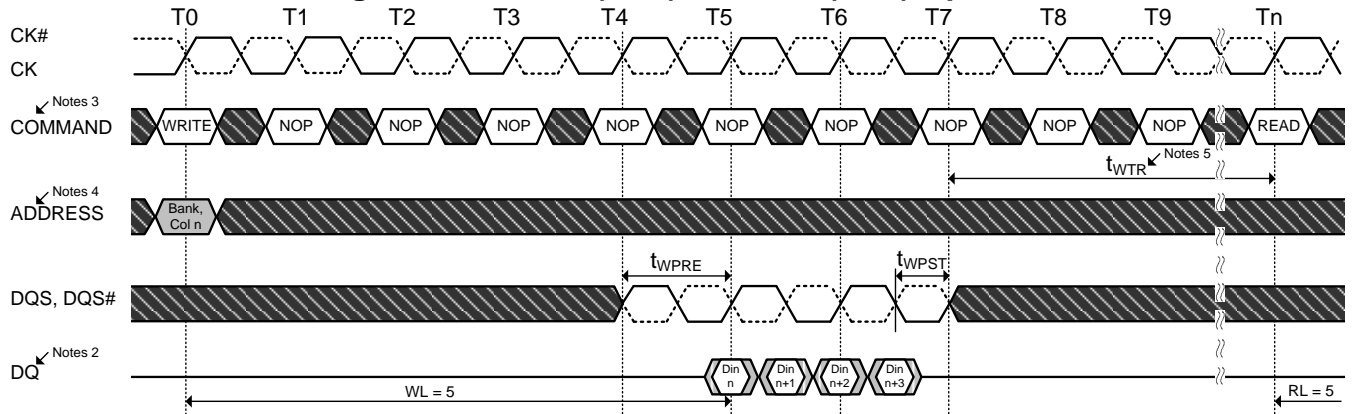 T0 T1 T2 T3 T4 T5 T6 T7 T8 T9 Tn
CK#
CK
Notes 3
COMMAND WRITE NOP NOP NOP NOP NOP NOP NOP NOP NOP READ
tWTR Notes 5
Notes 4
ADDRESS Bank, Col n
tWPRE tWPST
DQS, DQS#
Notes 2
DQ Din n Din n+1 Din n+2 Din n+3
WL = 5 RL = 5